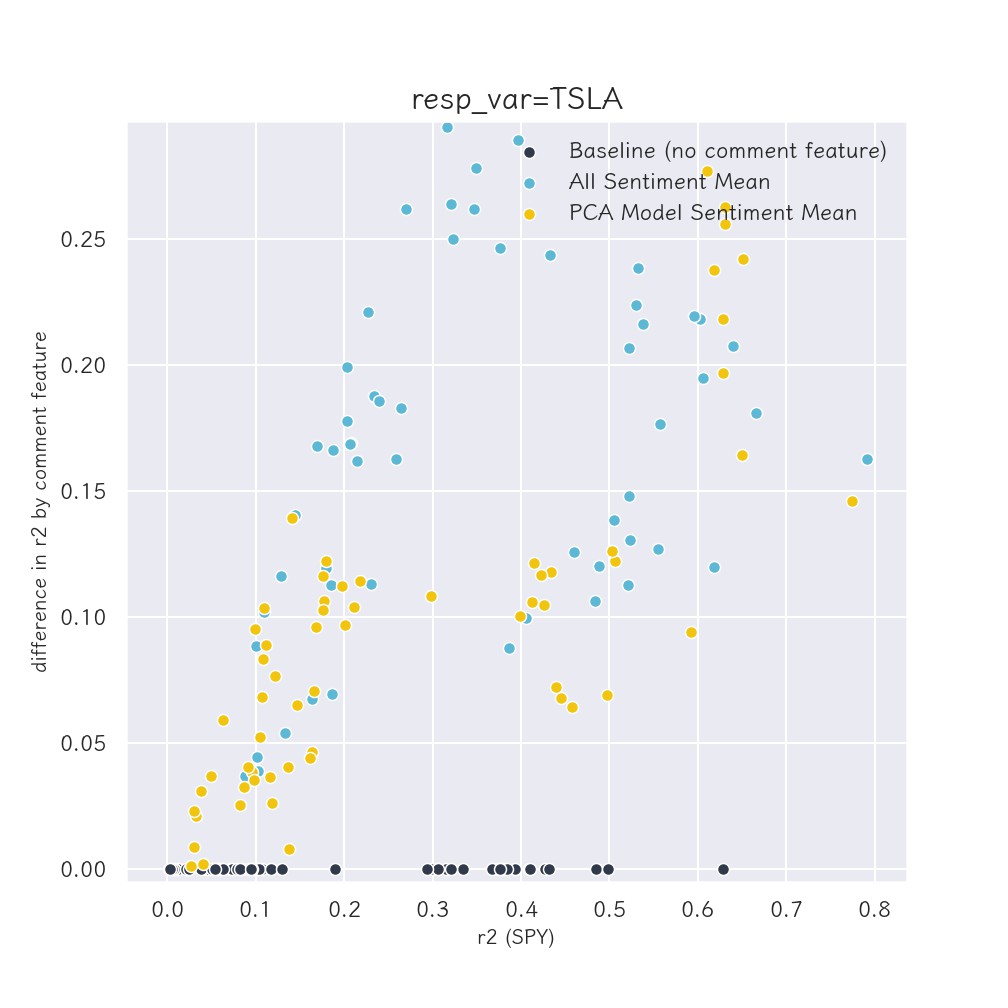 resp_var=TSLA
Baseline (no comment feature)
All Sentiment Mean
PCA Model Sentiment Mean
difference in r2 by comment feature
0.25
0.20
0.15
0.10
0.05
0.00
0.0 0.1 0.2 0.3 0.4 0.5 0.6 0.7 0.8
r2 (SPY)